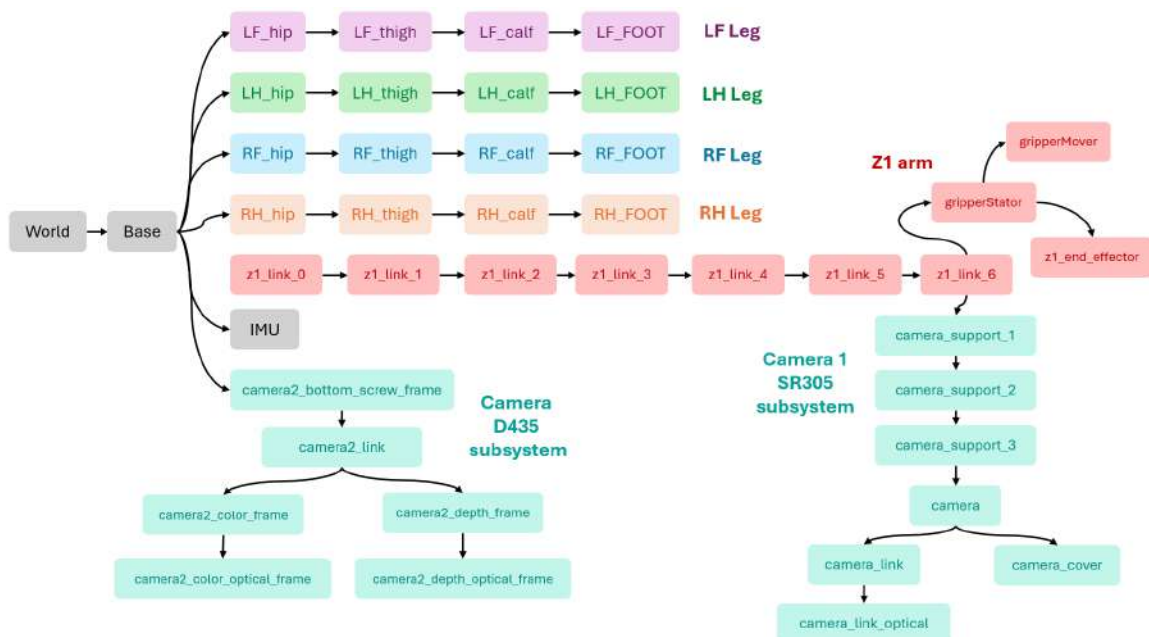 LF_hip
LF_thigh
LF_calf
LF_FOOT
LF Leg
LH_hip
LH_thigh
LH_calf
LH_FOOT
LH Leg
RF_hip
RF_thigh
RF_calf
RF_FOOT
RF Leg
RH_hip
RH_thigh
RH_calf
RH_FOOT
RH Leg
World
Base
z1_link_0
z1_link_1
z1_link_2
z1_link_3
z1_link_4
z1_link_5
z1_link_6
Z1 arm
gripperMover
gripperStator
z1_end_effector
IMU
camera2_bottom_screw_frame
camera2_link
Camera
D435
subsystem
camera2_color_frame
camera2_depth_frame
camera2_color_optical_frame
camera2_depth_optical_frame
Camera 1
SR305
subsystem
camera_support_1
camera_support_2
camera_support_3
camera
camera_link
camera_cover
camera_link_optical